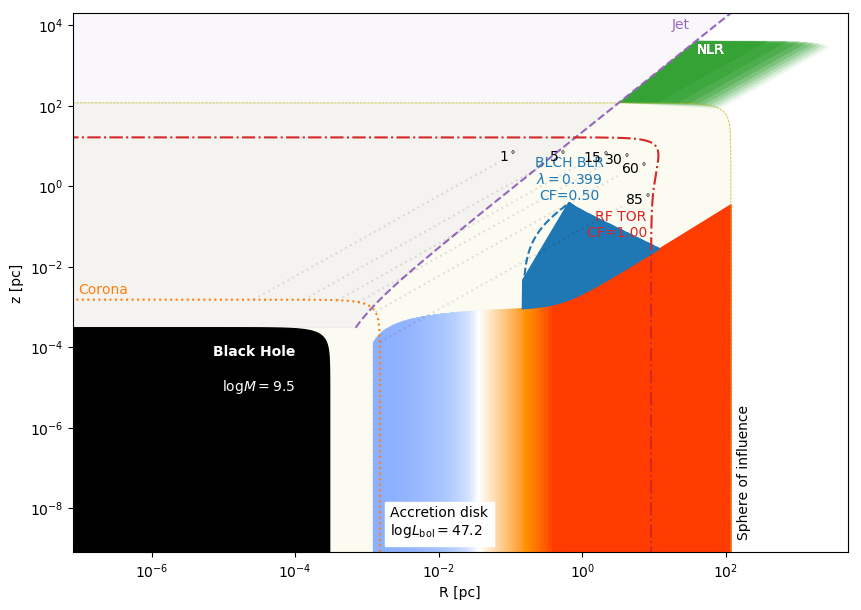 Jet
NLR
1°
5°
15°
30°
60°
85°
BLCH BLR
λ = 0.399
CF=0.50
RF TOR
CF=1.00
Corona
Black Hole
logM = 9.5
Accretion disk
logL_bol = 47.2
Sphere of influence
z [pc]
10^4
10^2
10^0
10^−2
10^−4
10^−6
10^−8
10^−6
10^−4
10^−2
10^0
10^2
R [pc]